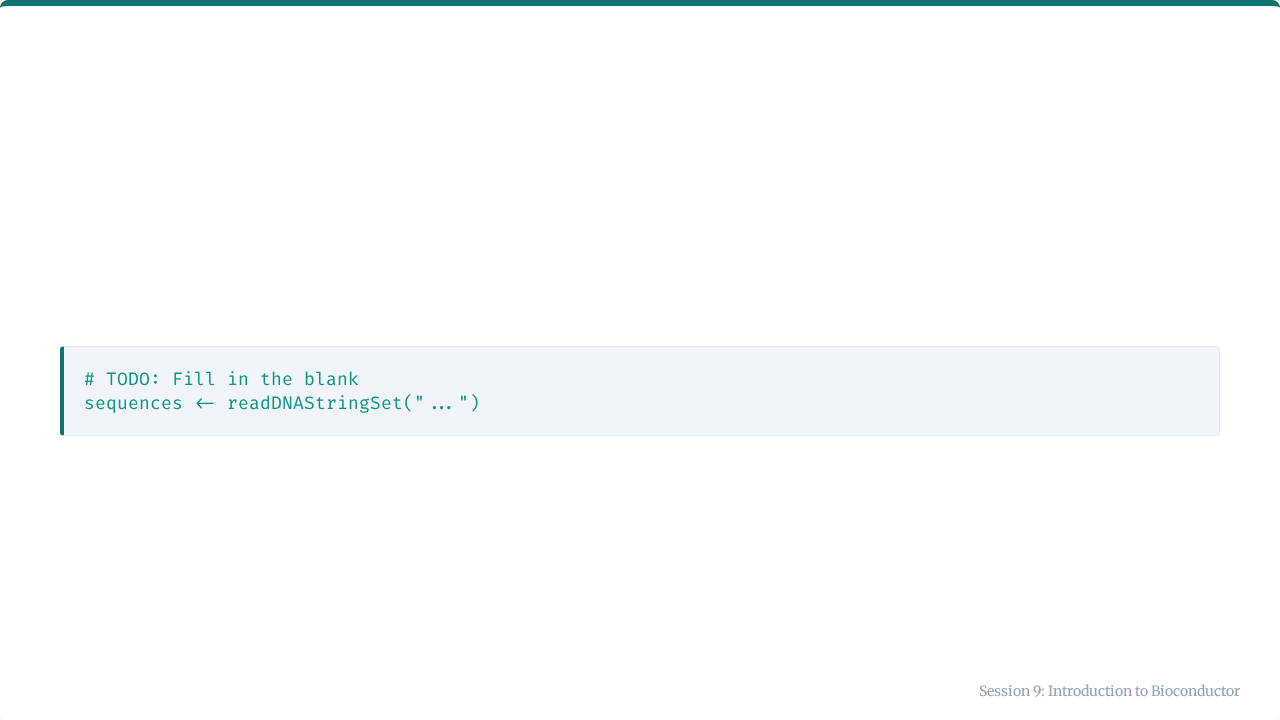 # TODO: Fill in the blank
sequences <- readDNAStringSet("...")
Session 9: Introduction to Bioconductor